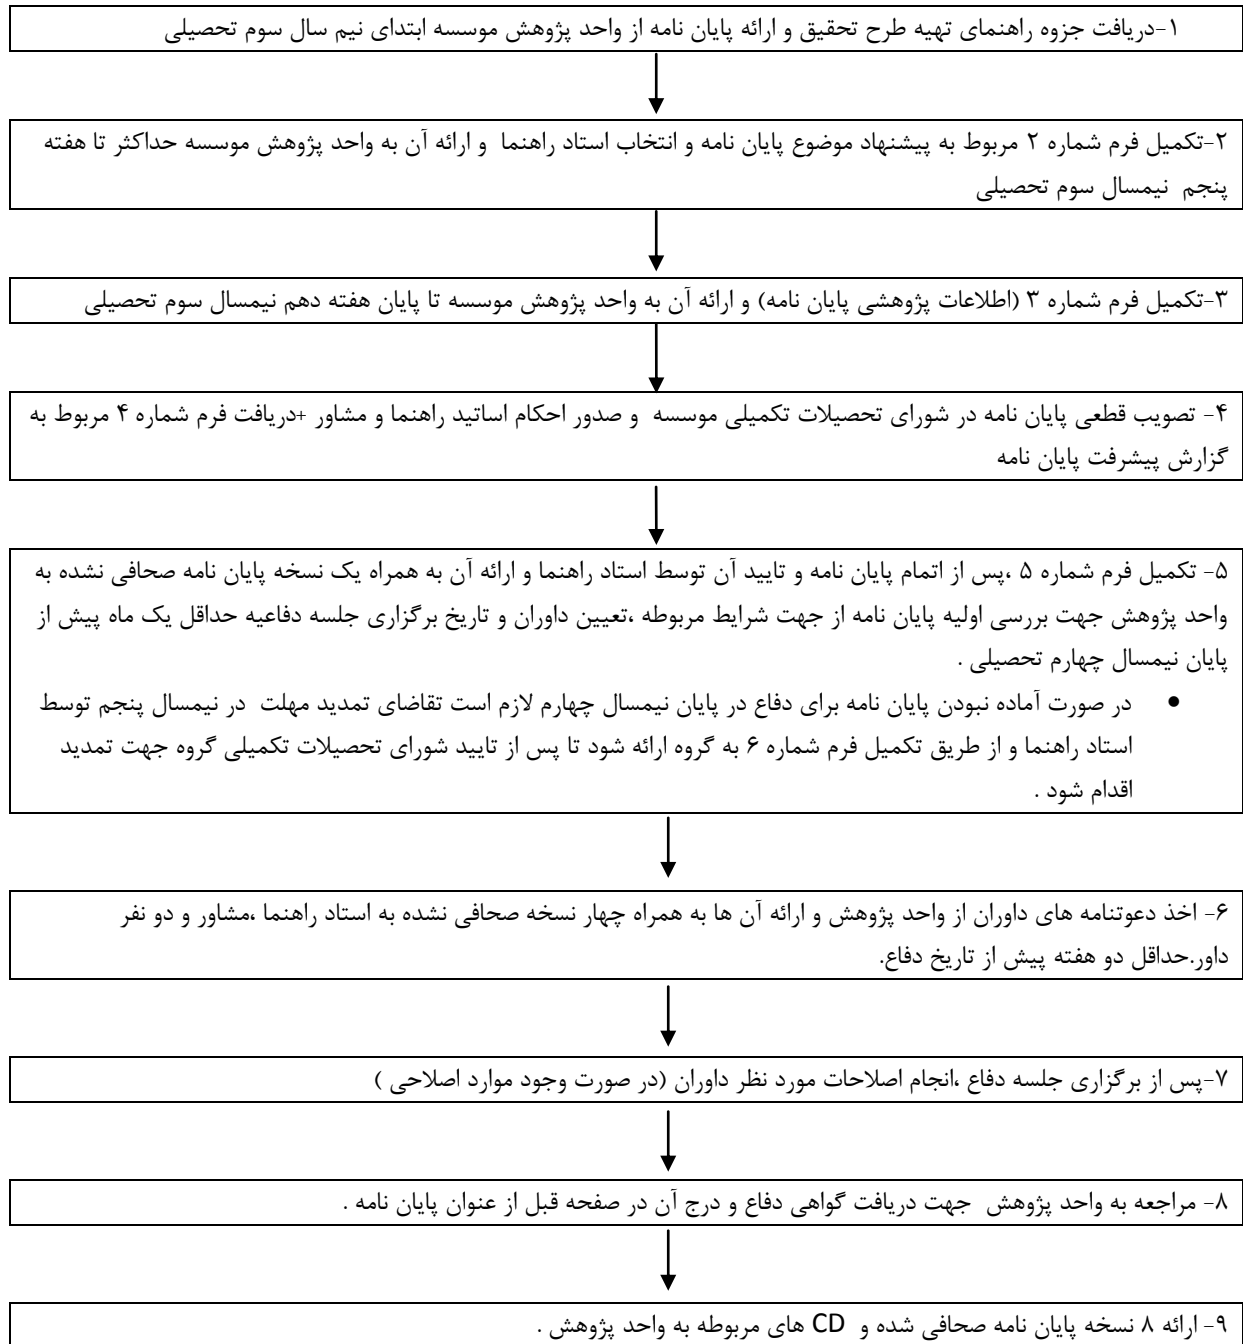 ۱-دریافت جزوه راهنمای تهیه طرح تحقیق و ارائه پایان نامه از واحد پژوهش موسسه ابتدای نیم سال سوم تحصیلی
۲-تکمیل فرم شماره ۲ مربوط به پیشنهاد موضوع پایان نامه و انتخاب استاد راهنما و ارائه آن به واحد پژوهش موسسه حداکثر تا هفته
پنجم نیمسال سوم تحصیلی
۳-تکمیل فرم شماره ۳ (اطلاعات پژوهشی پایان نامه) و ارائه آن به واحد پژوهش موسسه تا پایان هفته دهم نیمسال سوم تحصیلی
۴- تصویب قطعی پایان نامه در شورای تحصیلات تکمیلی موسسه و صدور احکام اساتید راهنما و مشاور +دریافت فرم شماره ۴ مربوط به
گزارش پیشرفت پایان نامه
۵- تکمیل فرم شماره ۵ ،پس از اتمام پایان نامه و تایید آن توسط استاد راهنما و ارائه آن به همراه یک نسخه پایان نامه صحافی نشده به
واحد پژوهش جهت بررسی اولیه پایان نامه از جهت شرایط مربوطه ،تعیین داوران و تاریخ برگزاری جلسه دفاعیه حداقل یک ماه پیش از
پایان نیمسال چهارم تحصیلی .
• در صورت آماده نبودن پایان نامه برای دفاع در پایان نیمسال چهارم لازم است تقاضای تمدید مهلت در نیمسال پنجم توسط
استاد راهنما و از طریق تکمیل فرم شماره ۶ به گروه ارائه شود تا پس از تایید شورای تحصیلات تکمیلی گروه جهت تمدید
اقدام شود .
۶- اخذ دعوتنامه های داوران از واحد پژوهش و ارائه آن ها به همراه چهار نسخه صحافی نشده به استاد راهنما ،مشاور و دو نفر
داور.حداقل دو هفته پیش از تاریخ دفاع.
۷-پس از برگزاری جلسه دفاع ،انجام اصلاحات مورد نظر داوران (در صورت وجود موارد اصلاحی )
۸- مراجعه به واحد پژوهش جهت دریافت گواهی دفاع و درج آن در صفحه قبل از عنوان پایان نامه .
۹- ارائه ۸ نسخه پایان نامه صحافی شده و CD های مربوطه به واحد پژوهش .